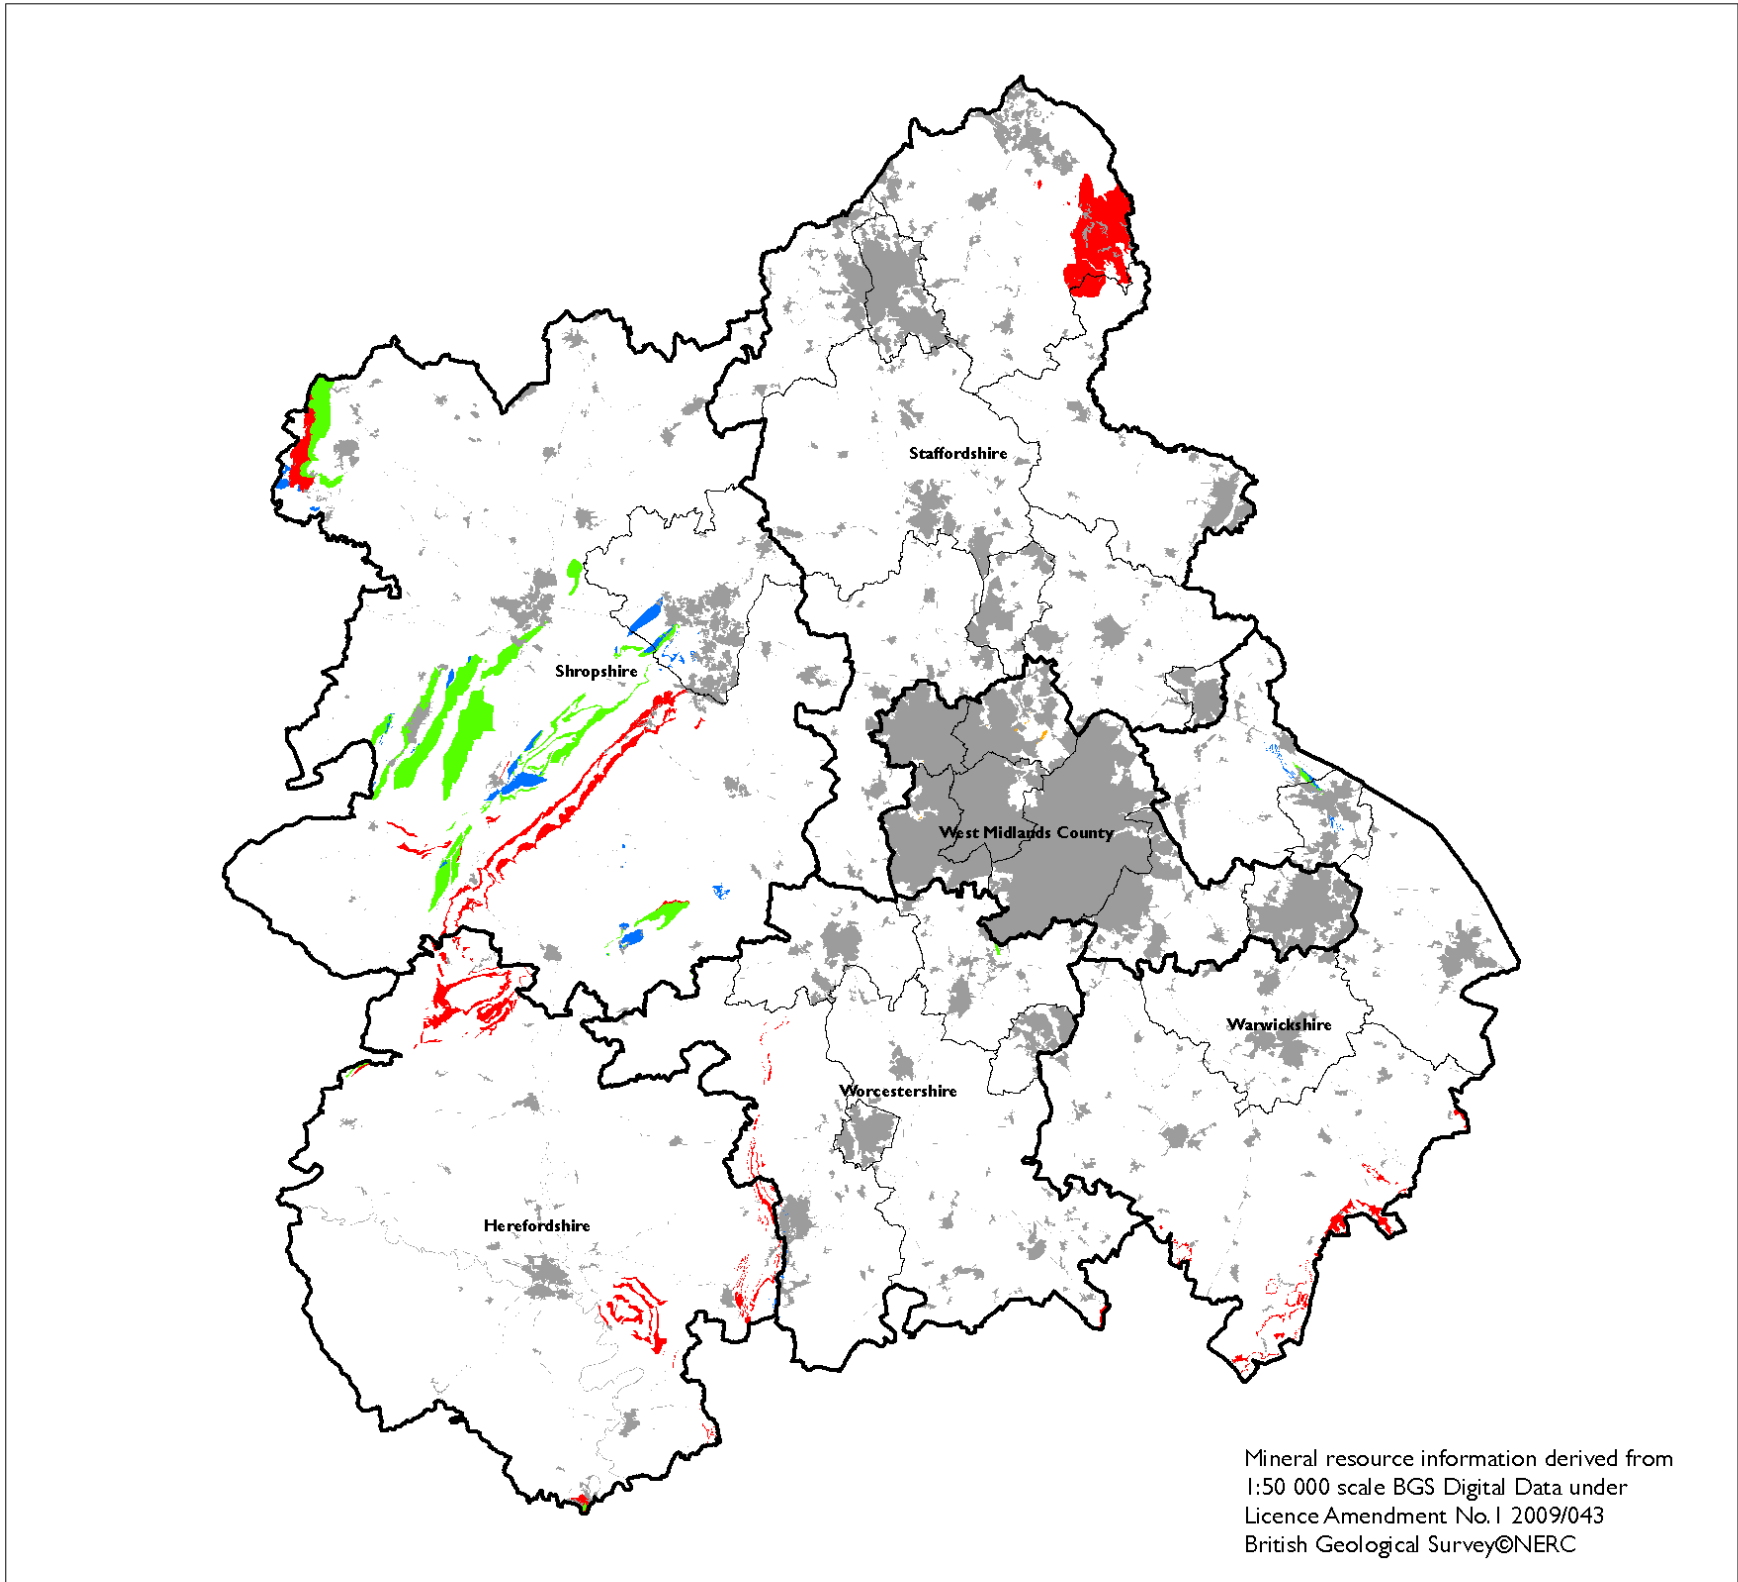 Staffordshire
Shropshire
West Midlands County
Warwickshire
Worcestershire
Herefordshire
Mineral resource information derived from
1:50 000 scale BGS Digital Data under
Licence Amendment No.1 2009/043
British Geological Survey©NERC